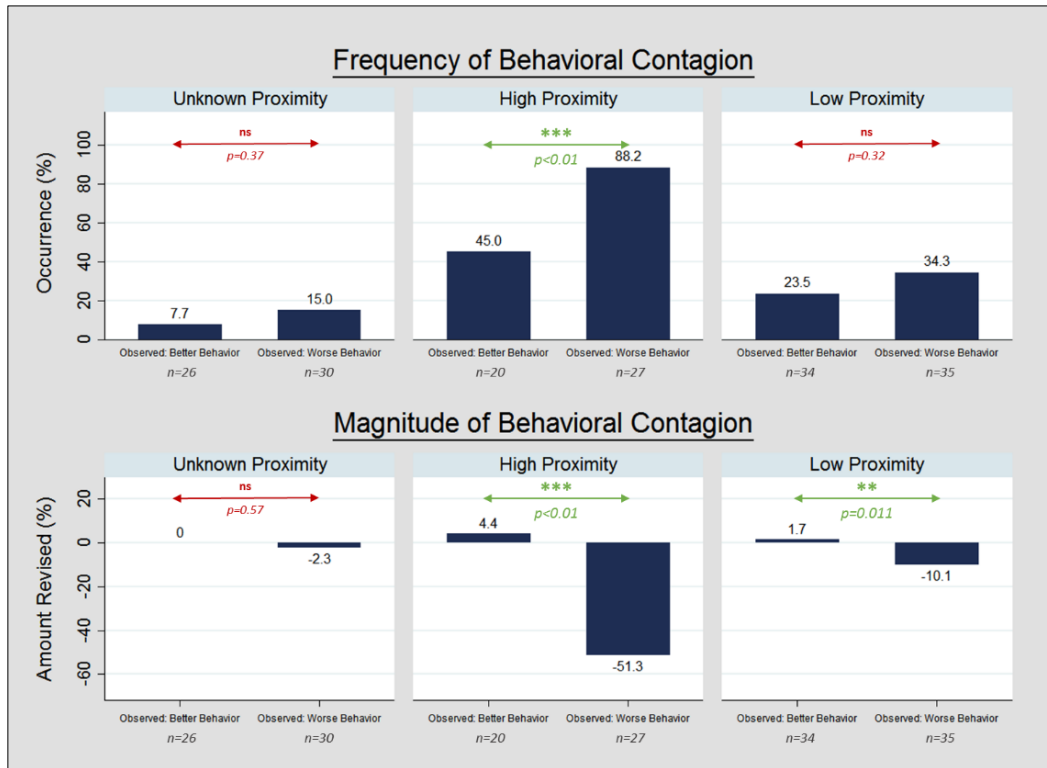 Frequency of Behavioral Contagion
Unknown Proximity High Proximity Low Proximity
Occurrence (%)
100
80
60
40
20
0
ns
p=0.37
7.7
15.0
***
p<0.01
45.0
88.2
ns
p=0.32
23.5
34.3
Observed: Better Behavior Observed: Worse Behavior Observed: Better Behavior Observed: Worse Behavior Observed: Better Behavior Observed: Worse Behavior
n=26 n=30 n=20 n=27 n=34 n=35
Magnitude of Behavioral Contagion
Unknown Proximity High Proximity Low Proximity
Amount Revised (%)
20
0
-20
-40
-60
ns
p=0.57
0
-2.3
***
p<0.01
4.4
-51.3
**
p=0.011
1.7
-10.1
Observed: Better Behavior Observed: Worse Behavior Observed: Better Behavior Observed: Worse Behavior Observed: Better Behavior Observed: Worse Behavior
n=26 n=30 n=20 n=27 n=34 n=35